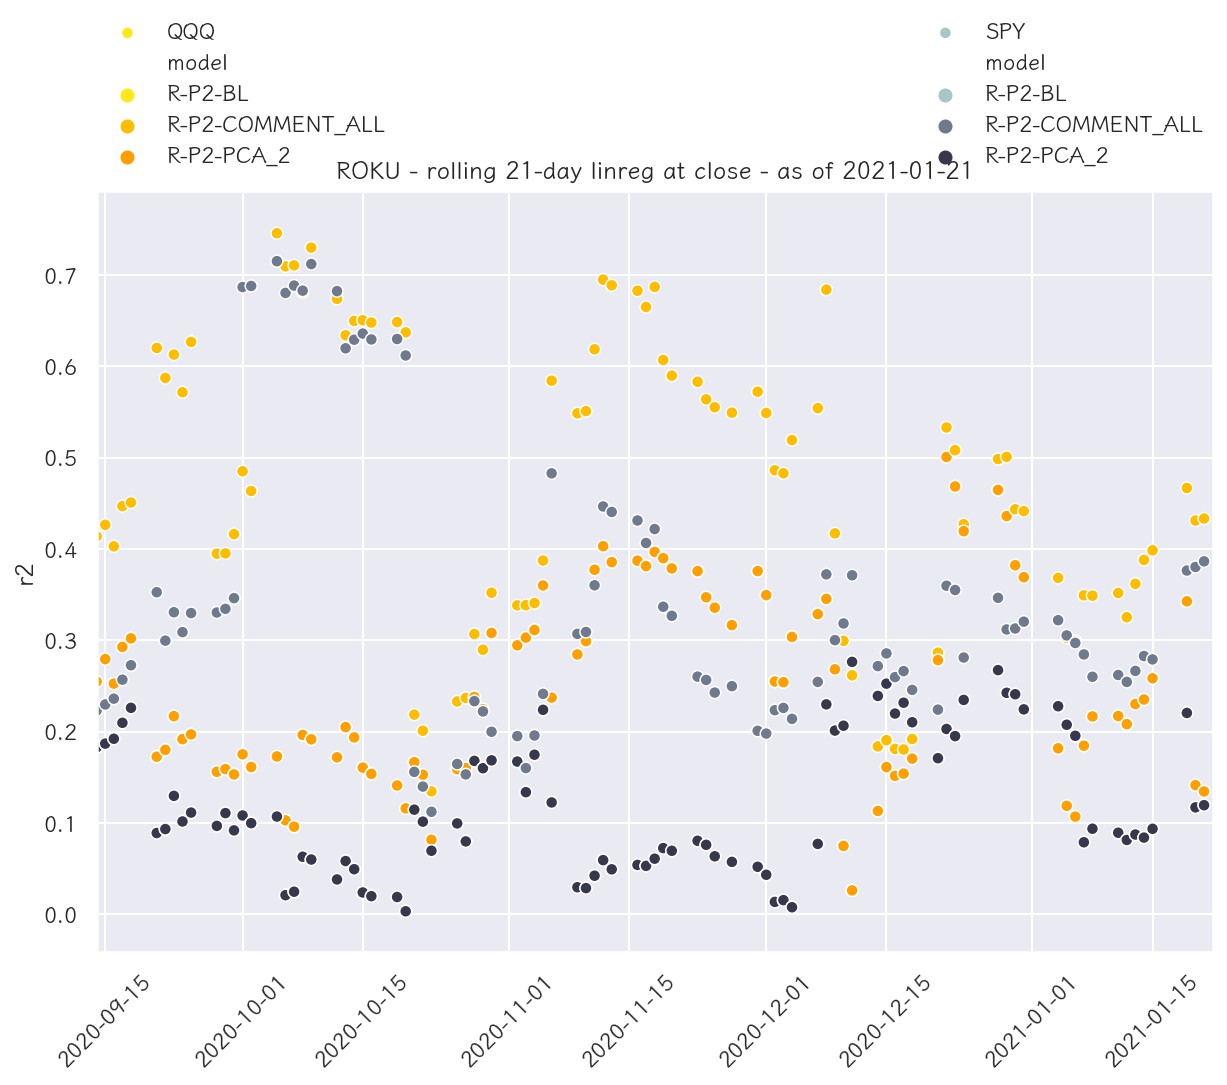 QQQ
model
R-P2-BL
R-P2-COMMENT_ALL
R-P2-PCA_2
SPY
model
R-P2-BL
R-P2-COMMENT_ALL
R-P2-PCA_2
ROKU - rolling 21-day linreg at close - as of 2021-01-21
r2
0.7
0.6
0.5
0.4
0.3
0.2
0.1
0.0
2020-09-15
2020-10-01
2020-10-15
2020-11-01
2020-11-15
2020-12-01
2020-12-15
2021-01-01
2021-01-15